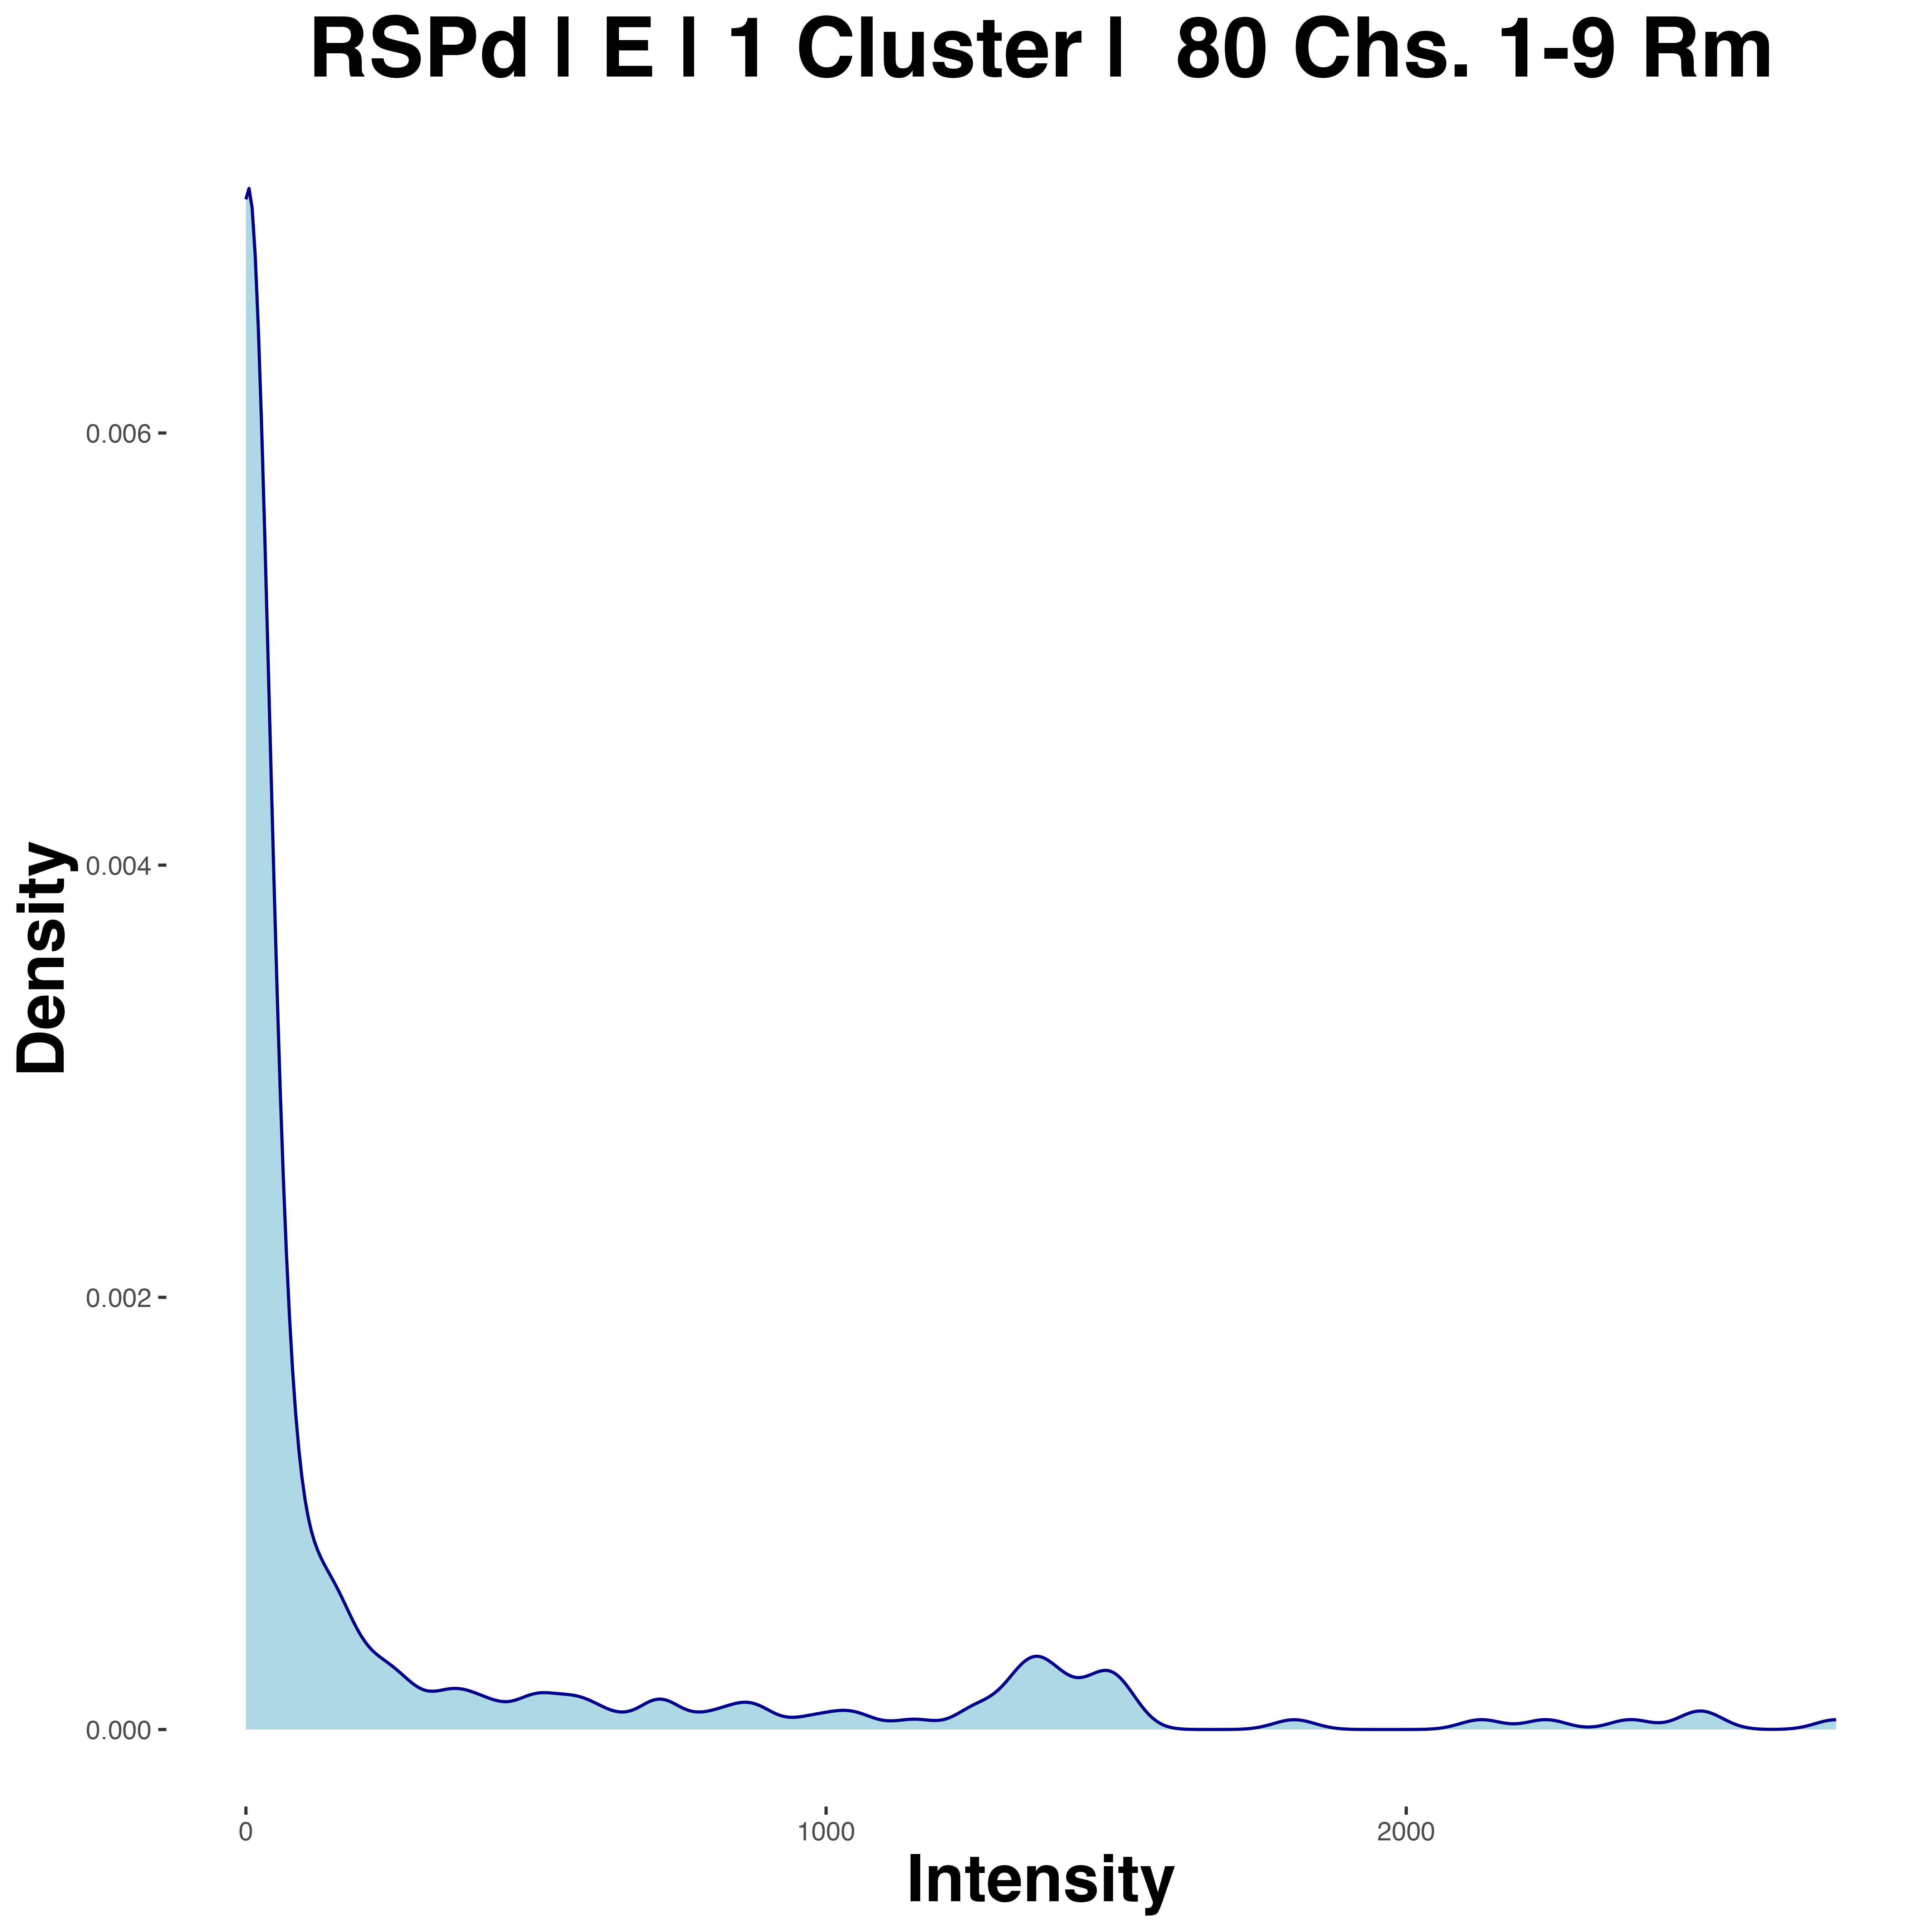 RSPd | E | 1 Cluster |  80 Chs. 1-9 Rm
Density
0.006
0.004
0.002
0.000
0
1000
2000
Intensity